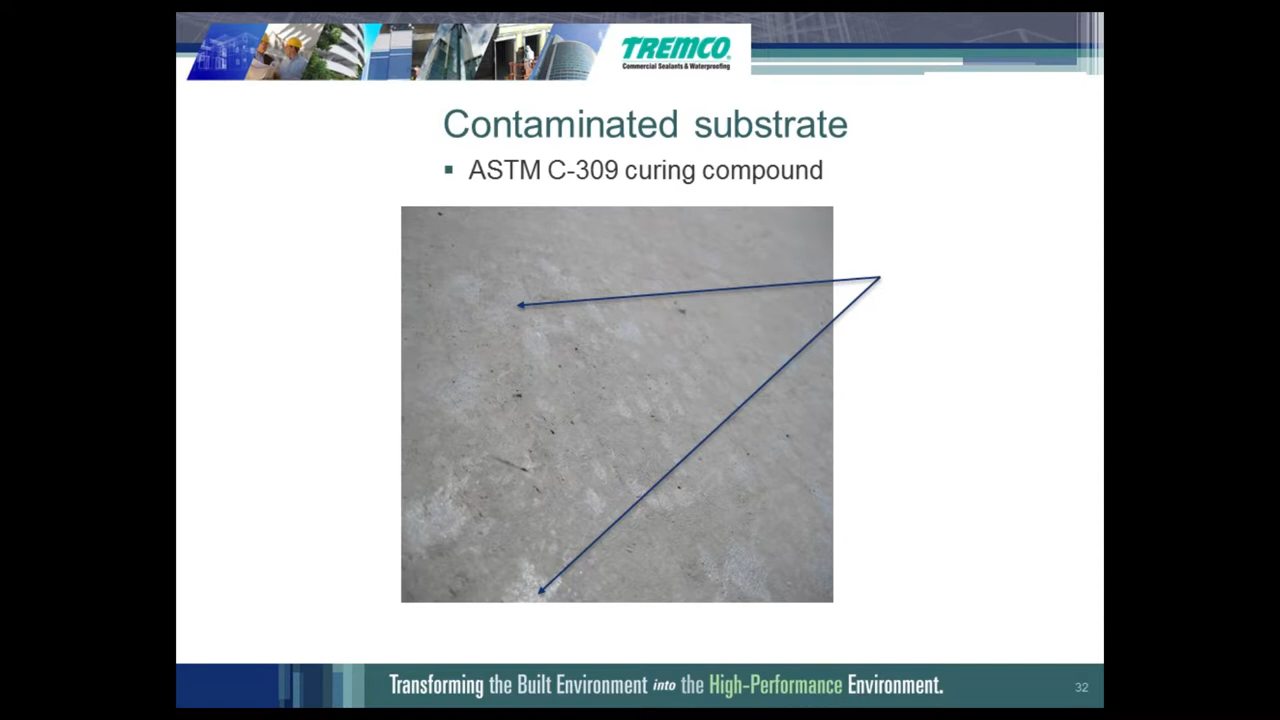 TREMCO
Commercial Sealants & Waterproofing
Contaminated substrate
▪ ASTM C-309 curing compound
Transforming the Built Environment into the High-Performance Environment.
32